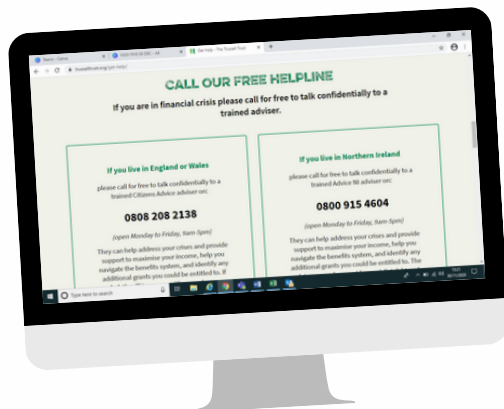 Get Help - The Trussell Trust
CALL OUR FREE HELPLINE
If you are in financial crisis please call for free to talk confidentially to a
trained adviser.
If you live in England or Wales
please call for free to talk confidentially to a
trained Citizens Advice adviser on:
0808 208 2138
(open Monday to Friday, 9am-5pm)
They can help address your crises and provide
support to maximise your income, help you
navigate the benefits system, and identify any
additional grants you could be entitled to. If
If you live in Northern Ireland
please call for free to talk confidentially to a
trained Advice NI adviser on:
0800 915 4604
(open Monday to Friday, 9am-5pm)
They can help address your crises and provide
support to maximise your income, help you
navigate the benefits system, and identify any
additional grants you could be entitled to. The
Type here to search